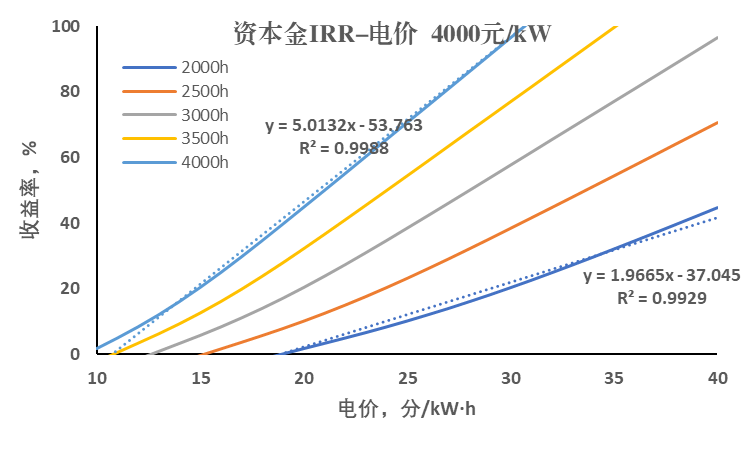 资本金IRR–电价 4000元/kW
100
80
60
40
20
0
收益率，%
2000h
2500h
3000h
3500h
4000h
y = 5.0132x - 53.763
R² = 0.9988
y = 1.9665x - 37.045
R² = 0.9929
10 15 20 25 30 35 40
电价，分/kW·h